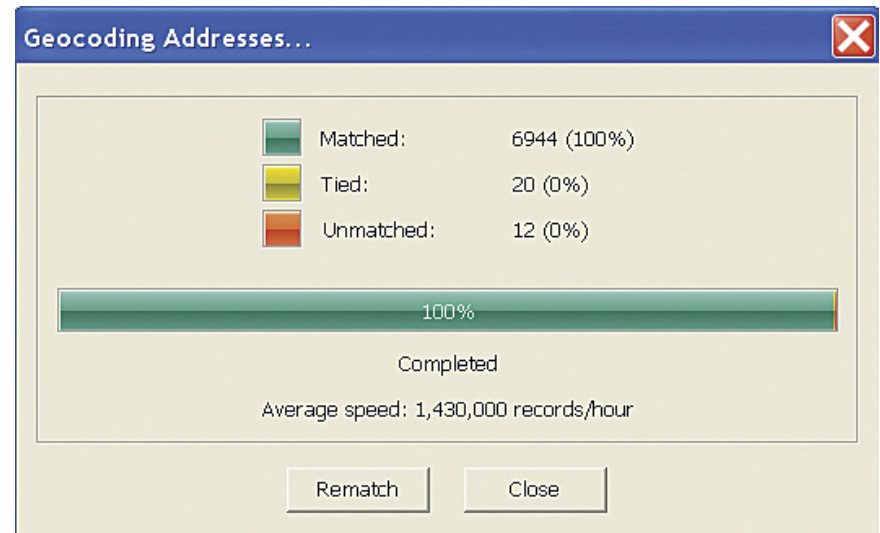 Geocoding Addresses...
Matched: 6944 (100%)
Tied: 20 (0%)
Unmatched: 12 (0%)
100%
Completed
Average speed: 1,430,000 records/hour
Rematch Close